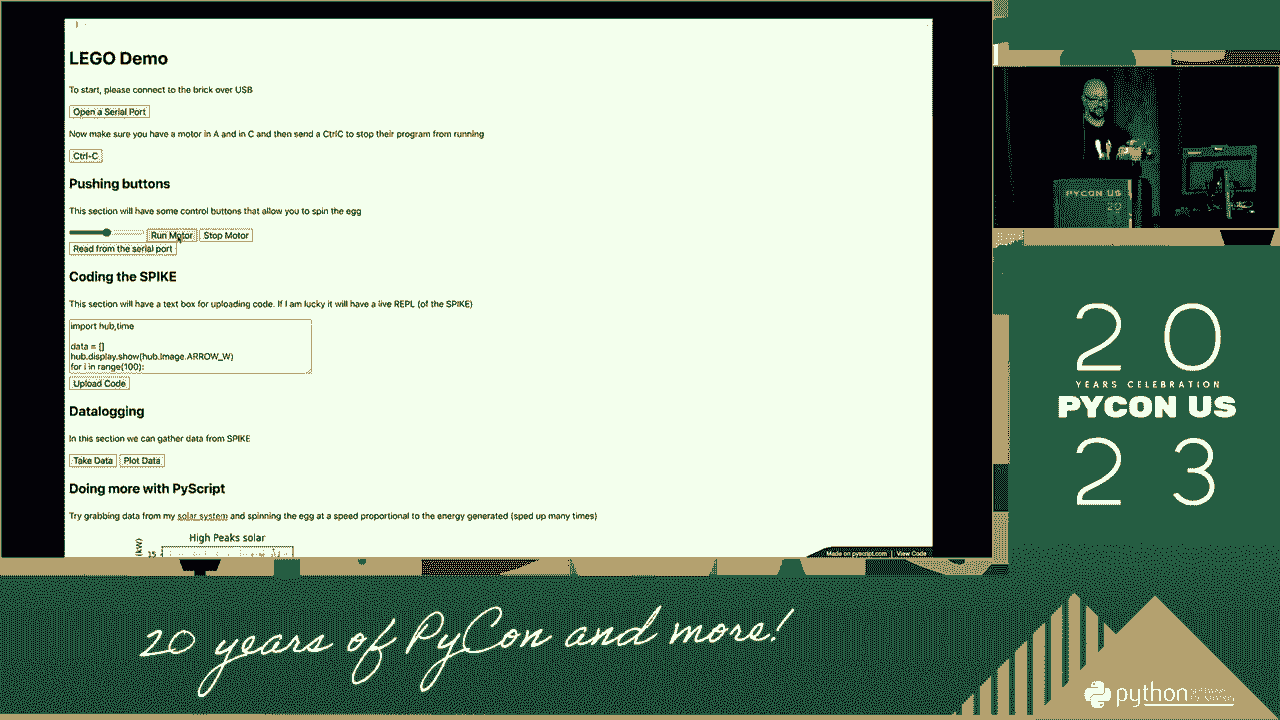 LEGO Demo
To start, please connect to the brick over USB
Open a Serial Port
Now make sure you have a motor in A and in C and then send a CtrlC to stop their program from running
Ctrl-C
Pushing buttons
This section will have some control buttons that allow you to spin the egg
Run Motor Stop Motor
Read from the serial port
Coding the SPIKE
This section will have a text box for uploading code. If I am lucky it will have a live REPL (of the SPIKE)
import hub,time
data = []
hub.display.show(hub.Image.ARROW_W)
for i in range(100):
Upload Code
Datalogging
In this section we can gather data from SPIKE
Take Data Plot Data
Doing more with PyScript
Try grabbing data from my solar system and spinning the egg at a speed proportional to the energy generated (sped up many times)
High Peaks solar
15
Made on pyscript.com | View Code
PYCON US
20
20
YEARS CELEBRATION
PYCON US
23
20 years of PyCon and more!
python